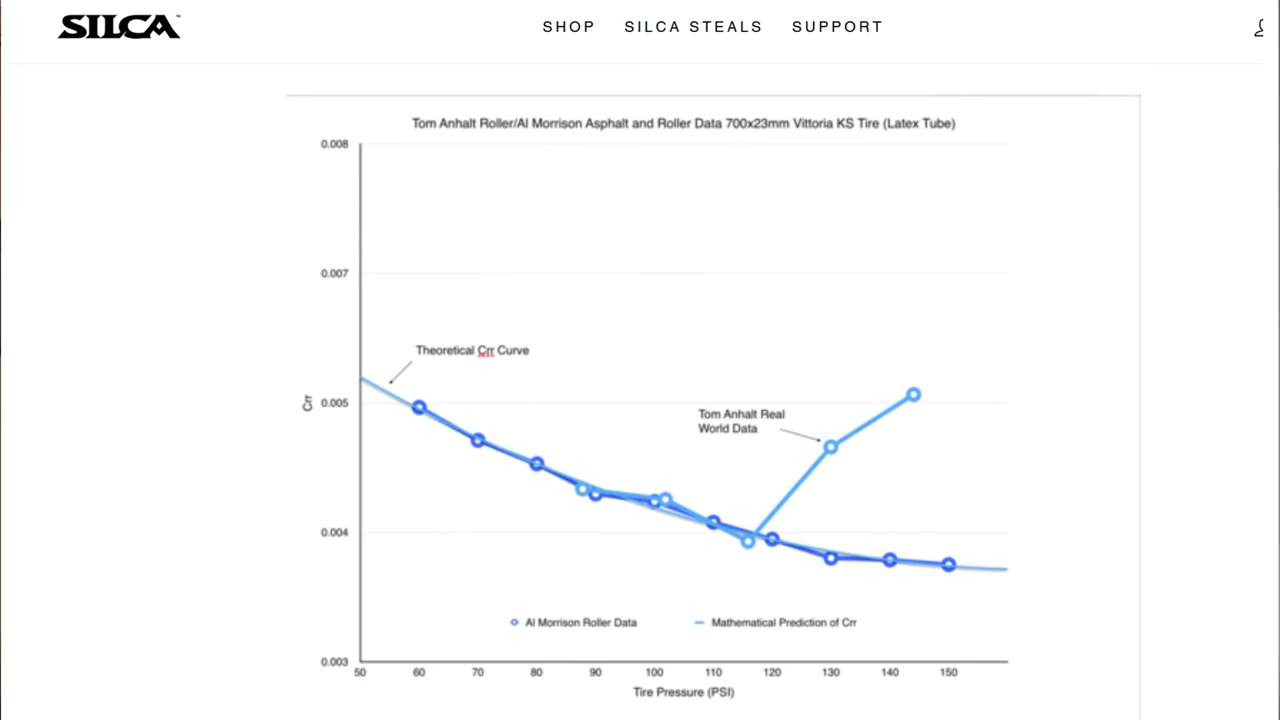 SILCA™
SHOP SILCA STEALS SUPPORT
Tom Anhalt Roller/Al Morrison Asphalt and Roller Data 700x23mm Vittoria KS Tire (Latex Tube)
0.008
0.007
Theoretical Crr Curve
Crr
0.005
Tom Anhalt Real
World Data
0.004
Al Morrison Roller Data
Mathematical Prediction of Crr
0.003
50 60 70 80 90 100 110 120 130 140 150
Tire Pressure (PSI)